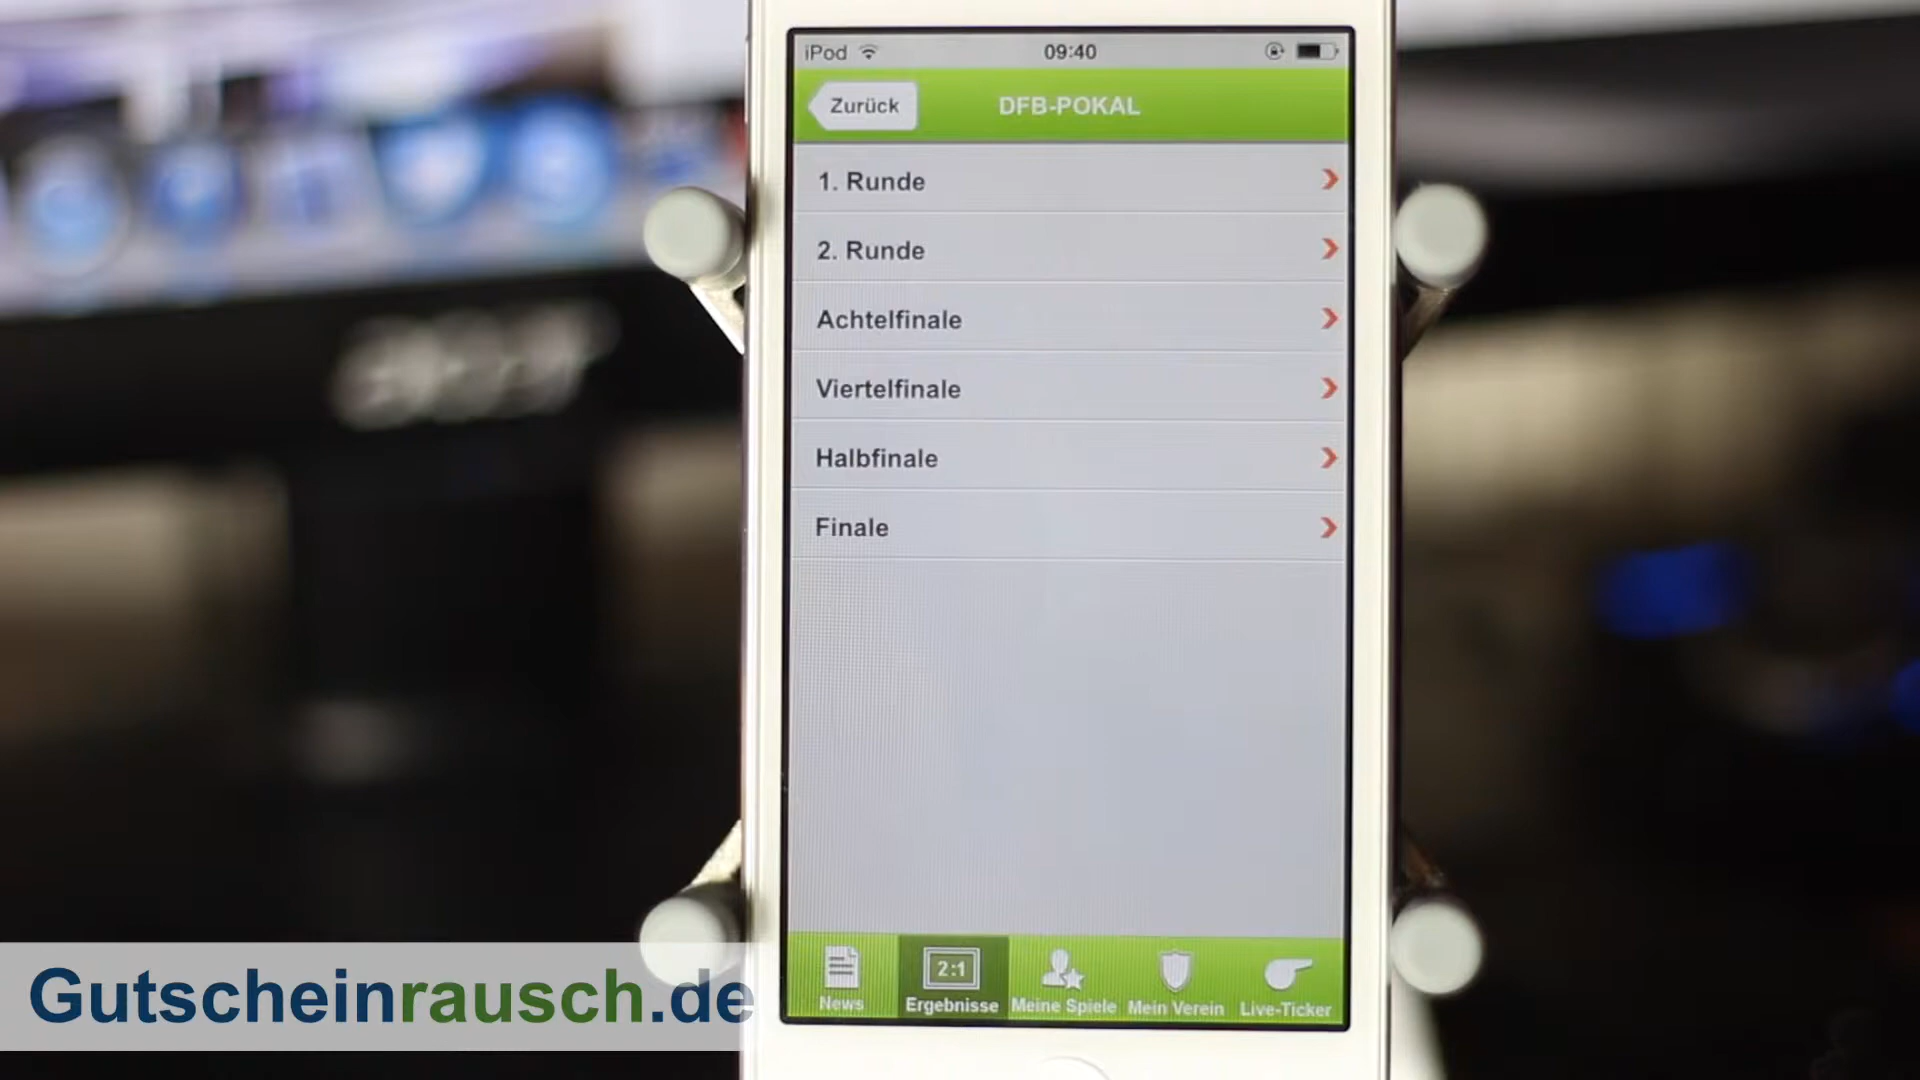 iPod 09:40
Zurück DFB-POKAL
1. Runde
2. Runde
Achtelfinale
Viertelfinale
Halbfinale
Finale
2:1
News Ergebnisse Meine Spiele Mein Verein Live-Ticker
Gutscheinrausch.de